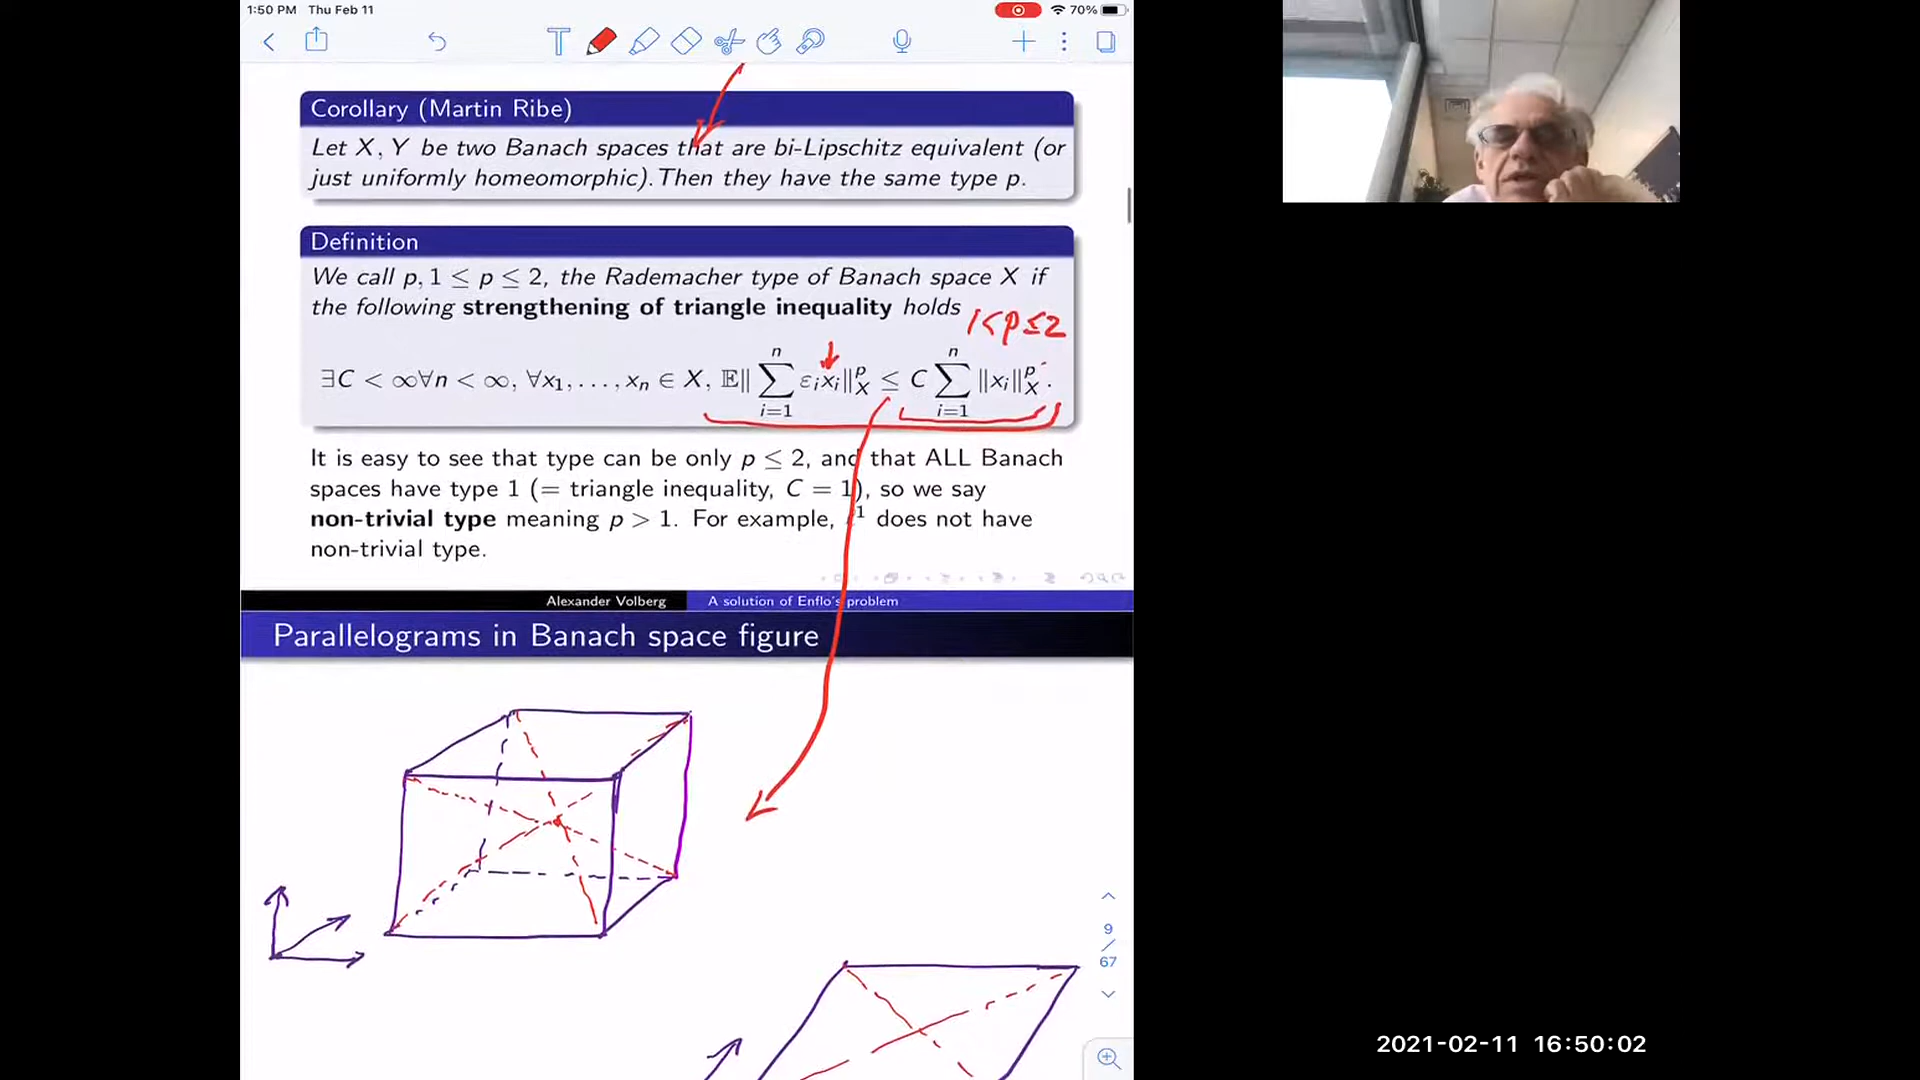 1:50 PM Thu Feb 11
70%
Corollary (Martin Ribe)
Let X, Y be two Banach spaces that are bi-Lipschitz equivalent (or
just uniformly homeomorphic). Then they have the same type p.
Definition
We call p, 1 ≤ p ≤ 2, the Rademacher type of Banach space X if
the following strengthening of triangle inequality holds
1 < p ≤ 2
∃C < ∞∀n < ∞, ∀x₁, . . . , xₙ ∈ X, 𝔼‖ ∑ⁿᵢ₌₁ εᵢxᵢ‖ᵖ_X ≤ C ∑ⁿᵢ₌₁ ‖xᵢ‖ᵖ_X .
It is easy to see that type can be only p ≤ 2, and that ALL Banach
spaces have type 1 (= triangle inequality, C = 1), so we say
non-trivial type meaning p > 1. For example, ℓ¹ does not have
non-trivial type.
Alexander Volberg A solution of Enflo's problem
Parallelograms in Banach space figure
9
/
67
2021-02-11 16:50:02